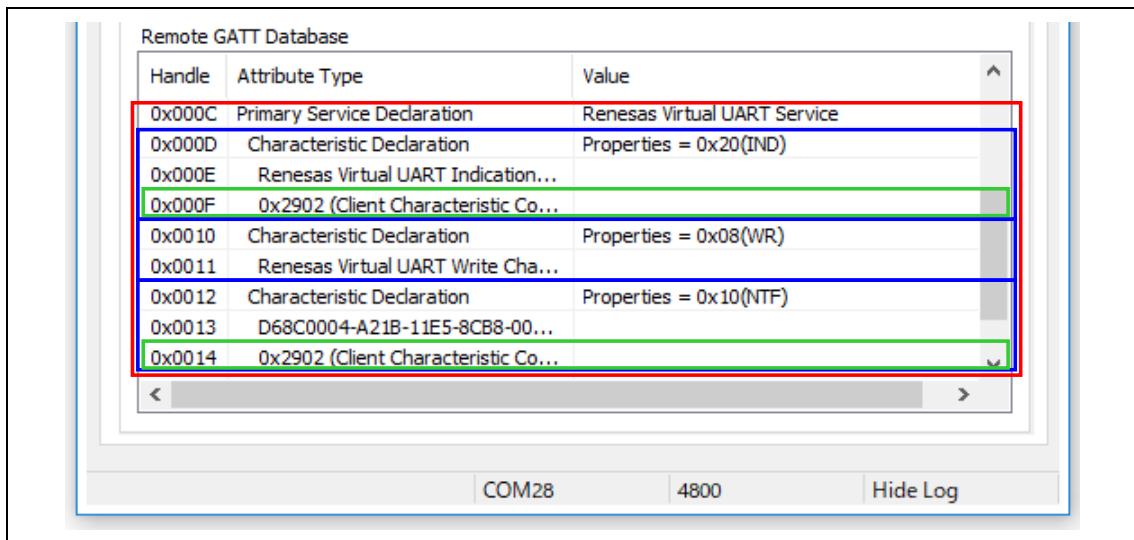 Remote GATT Database
Handle Attribute Type Value
0x000C Primary Service Declaration Renesas Virtual UART Service
0x000D Characteristic Declaration Properties = 0x20(IND)
0x000E Renesas Virtual UART Indication...
0x000F 0x2902 (Client Characteristic Co...
0x0010 Characteristic Declaration Properties = 0x08(WR)
0x0011 Renesas Virtual UART Write Cha...
0x0012 Characteristic Declaration Properties = 0x10(NTF)
0x0013 D68C0004-A21B-11E5-8CB8-00...
0x0014 0x2902 (Client Characteristic Co...
COM28 4800 Hide Log